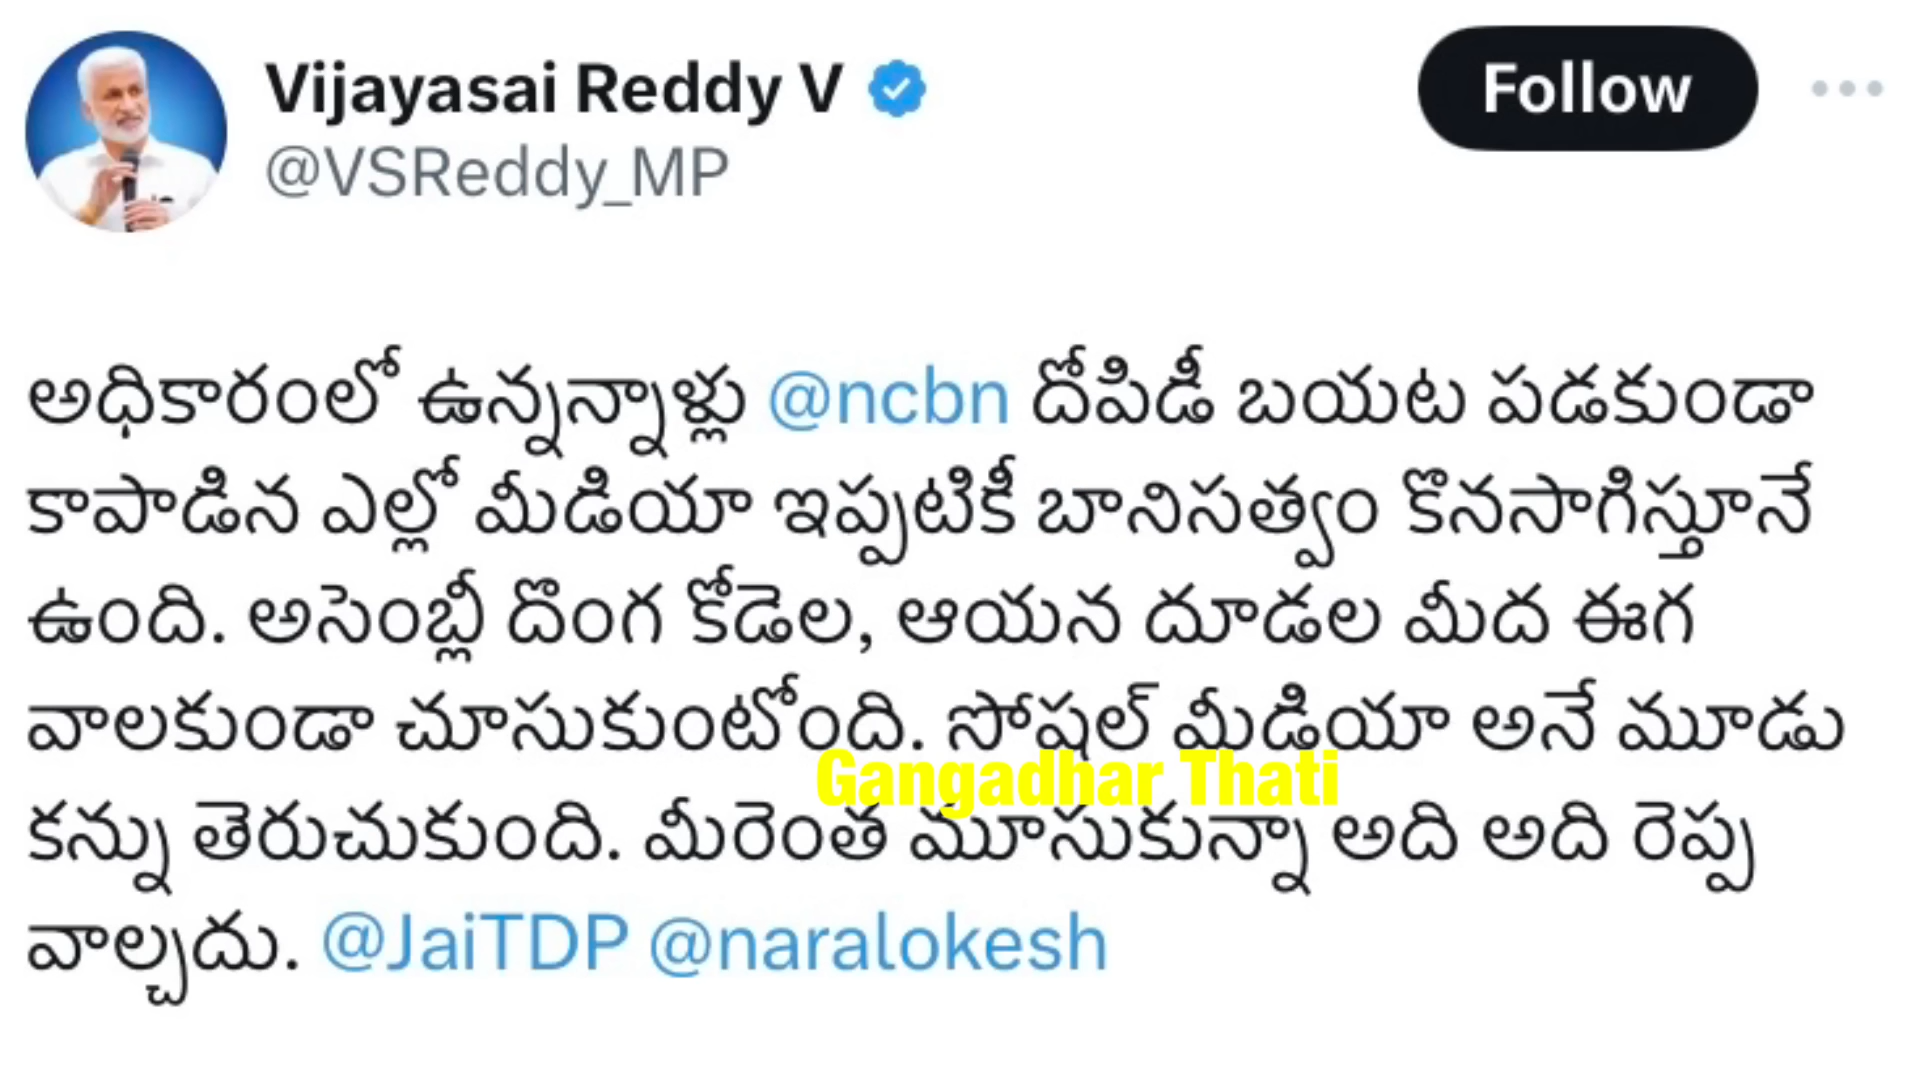 Vijayasai Reddy V
Follow
@VSReddy_MP
అధికారంలో ఉన్నన్నాళ్లు @ncbn దోపిడీ బయట పడకుండా
కాపాడిన ఎల్లో మీడియా ఇప్పటికీ బానిసత్వం కొనసాగిస్తూనే
ఉంది. అసెంబ్లీ దొంగ కోడెల, ఆయన దూడల మీద ఈగ
వాలకుండా చూసుకుంటోంది. సోషల్ మీడియా అనే మూడు
Gangadhar Thati
కన్ను తెరుచుకుంది. మీరెంత మూసుకున్నా అది అది రెప్ప
వాల్చదు. @JaiTDP @naralokesh